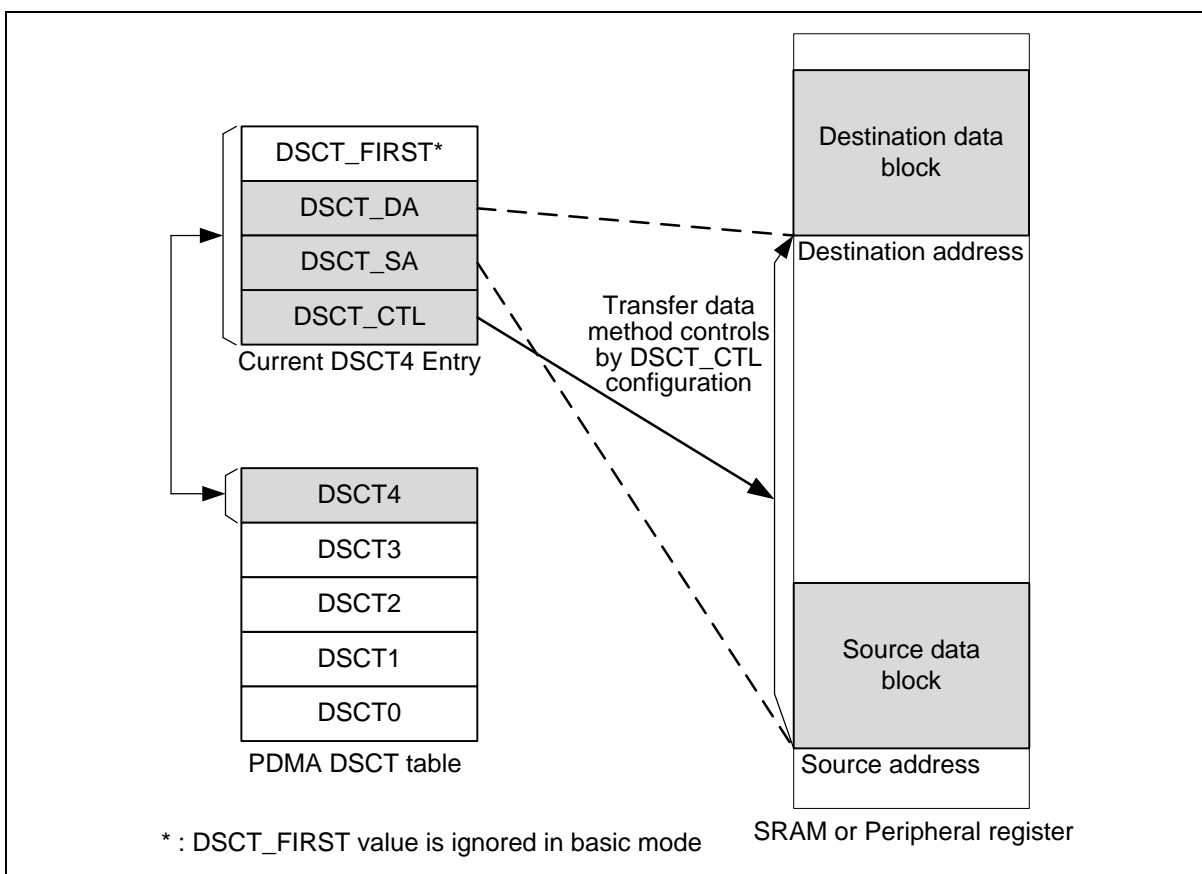 DSCT_FIRST*
DSCT_DA
DSCT_SA
DSCT_CTL
Current DSCT4 Entry
DSCT4
DSCT3
DSCT2
DSCT1
DSCT0
PDMA DSCT table
Transfer data
method controls
by DSCT_CTL
configuration
Destination data
block
Destination address
Source data
block
Source address
SRAM or Peripheral register
* : DSCT_FIRST value is ignored in basic mode